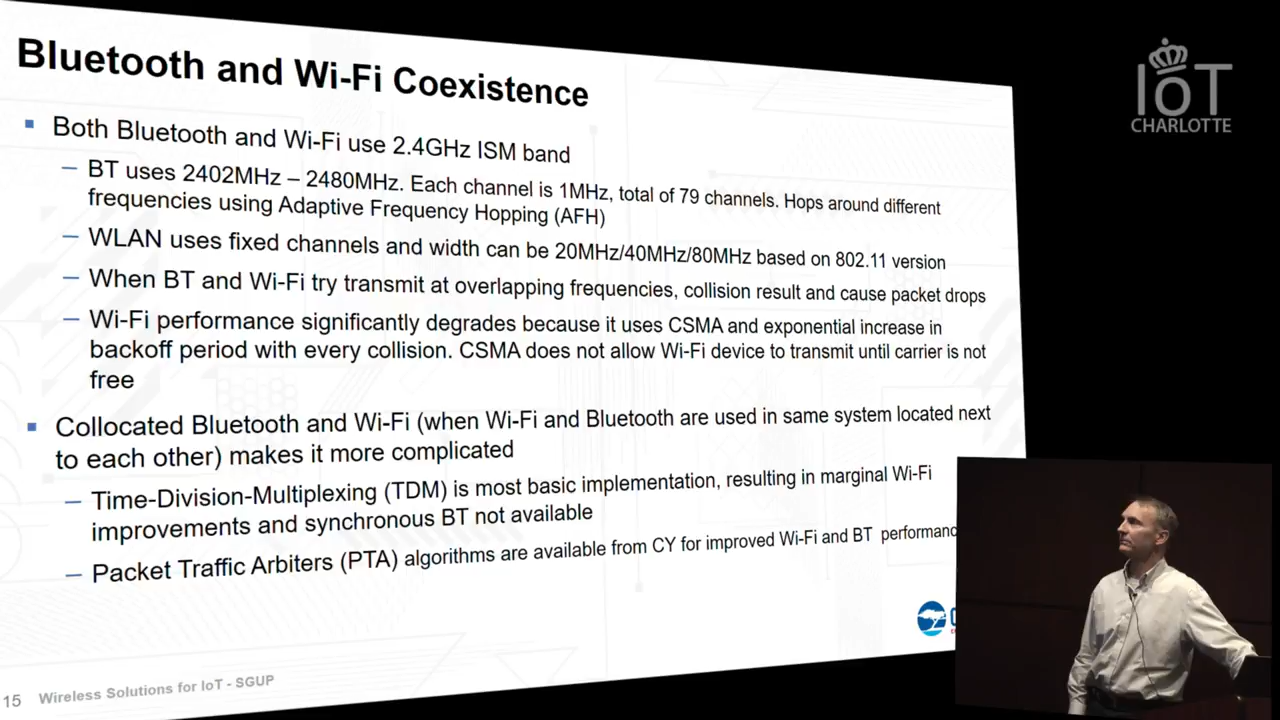 Bluetooth and Wi-Fi Coexistence
Both Bluetooth and Wi-Fi use 2.4GHz ISM band
– BT uses 2402MHz – 2480MHz. Each channel is 1MHz, total of 79 channels. Hops around different
frequencies using Adaptive Frequency Hopping (AFH)
– WLAN uses fixed channels and width can be 20MHz/40MHz/80MHz based on 802.11 version
– When BT and Wi-Fi try transmit at overlapping frequencies, collision result and cause packet drops
– Wi-Fi performance significantly degrades because it uses CSMA and exponential increase in
backoff period with every collision. CSMA does not allow Wi-Fi device to transmit until carrier is not
free
Collocated Bluetooth and Wi-Fi (when Wi-Fi and Bluetooth are used in same system located next
to each other) makes it more complicated
– Time-Division-Multiplexing (TDM) is most basic implementation, resulting in marginal Wi-Fi
improvements and synchronous BT not available
– Packet Traffic Arbiters (PTA) algorithms are available from CY for improved Wi-Fi and BT
15 Wireless Solutions for IoT - SGUP
IoT
CHARLOTTE